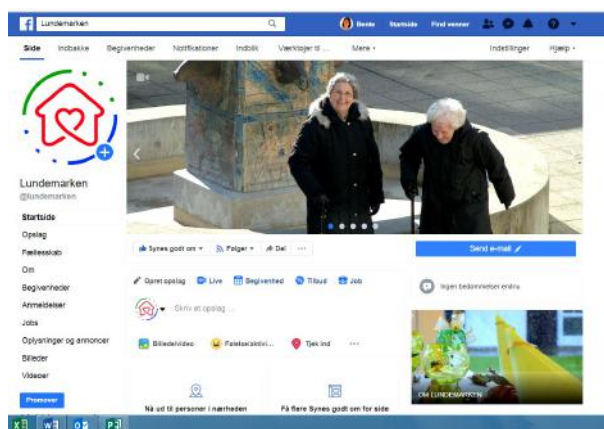 Lundemarken
Bente Startside Find venner
Side Indbakke Begivenheder Notifikationer Indblik Værktøjer til ... Mere Indstillinger Hjælp
Lundemarken
@lundemarken
Startside
Opslag
Fællesskab
Om
Begivenheder
Anmeldelser
Jobs
Oplysninger og annoncer
Billeder
Videoer
Promover
Synes godt om Følger Del ...
Send e-mail
Opret opslag Live Begivenhed Tilbud Job
Skriv et opslag ...
Billede/video Følelse/aktivi... Tjek ind ...
Ingen bedømmelser endnu
OM LUNDEMARKEN
Nå ud til personer i nærheden
Få flere Synes godt om for side